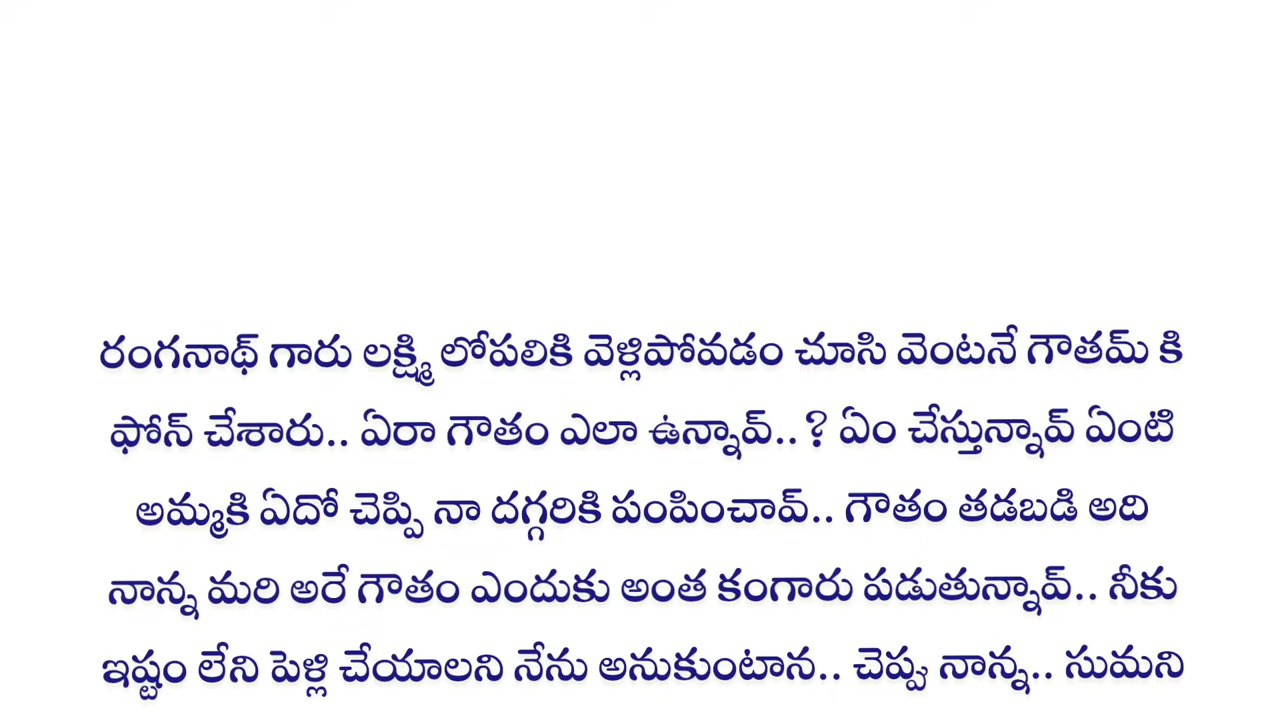 రంగనాథ్ గారు లక్ష్మి లోపలికి వెళ్లిపోవడం చూసి వెంటనే గౌతమ్ కి
ఫోన్ చేశారు.. ఏరా గౌతం ఎలా ఉన్నావ్..? ఏం చేస్తున్నావ్ ఏంటి
అమ్మకి ఏదో చెప్పి నా దగ్గరికి పంపించావ్.. గౌతం తడబడి అది
నాన్న మరి అరే గౌతం ఎందుకు అంత కంగారు పడుతున్నావ్.. నీకు
ఇష్టం లేని పెళ్లి చేయాలని నేను అనుకుంటాన.. చెప్పు నాన్న.. సుమని